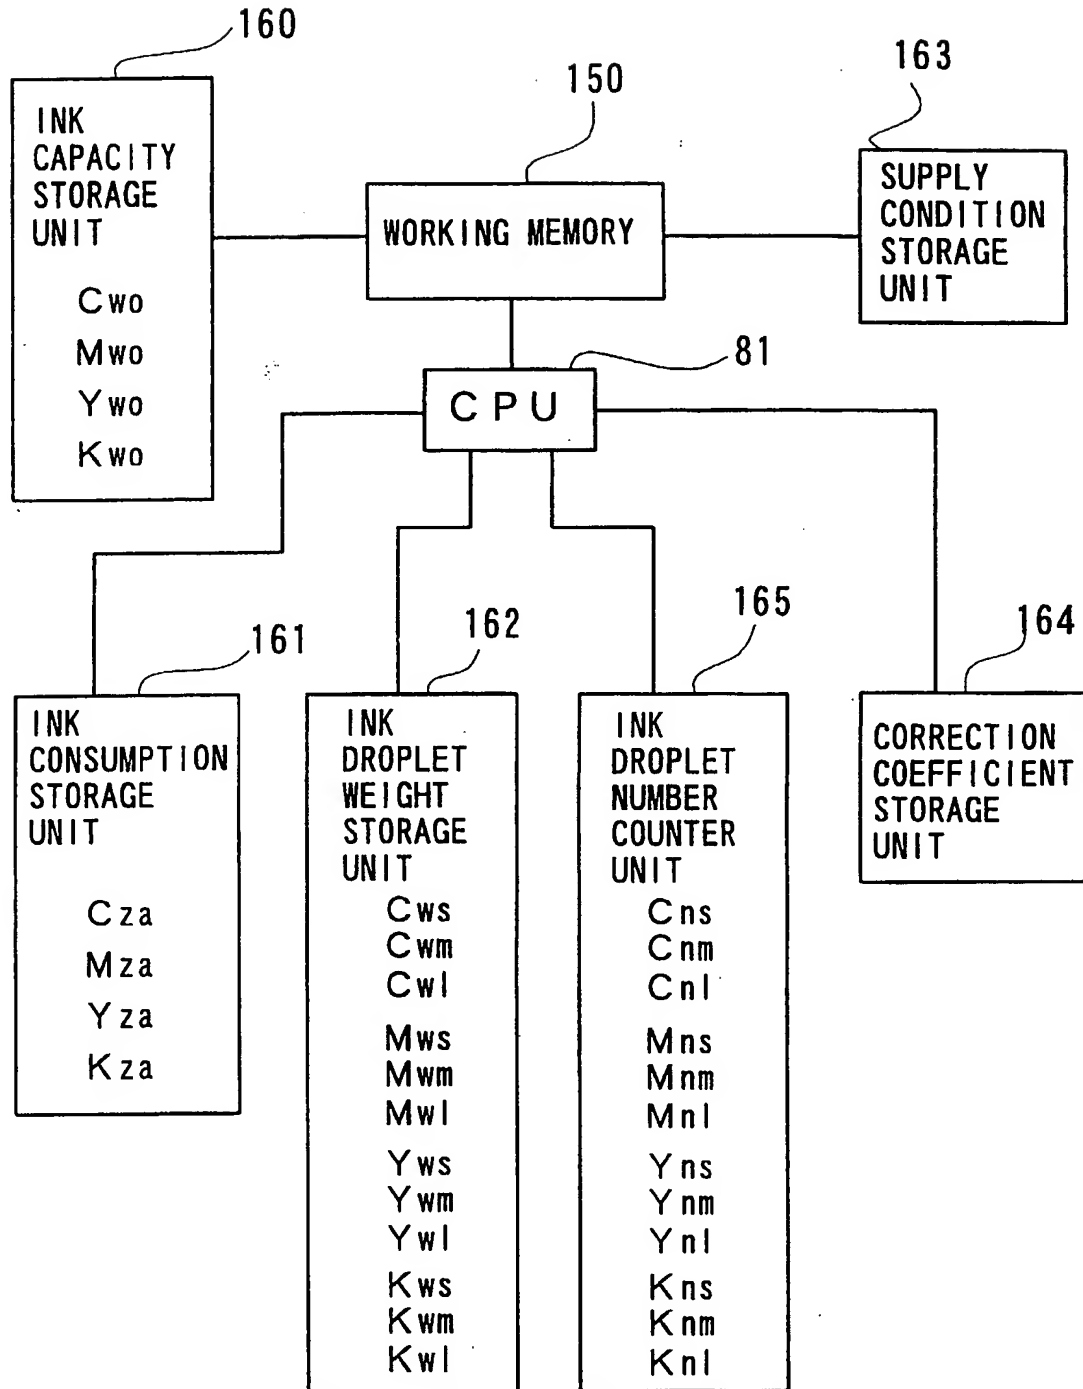 160
INK
CAPACITY
STORAGE
UNIT
Cwo
Mwo
Ywo
Kwo
150
WORKING MEMORY
163
SUPPLY
CONDITION
STORAGE
UNIT
81
CPU
161
INK
CONSUMPTION
STORAGE
UNIT
Cza
Mza
Yza
Kza
162
INK
DROPLET
WEIGHT
STORAGE
UNIT
Cws
Cwm
Cwl
Mws
Mwm
Mwl
Yws
Ywm
Ywl
Kws
Kwm
Kwl
165
INK
DROPLET
NUMBER
COUNTER
UNIT
Cns
Cnm
Cnl
Mns
Mnm
Mnl
Yns
Ynm
Ynl
Kns
Knm
Knl
164
CORRECTION
COEFFICIENT
STORAGE
UNIT